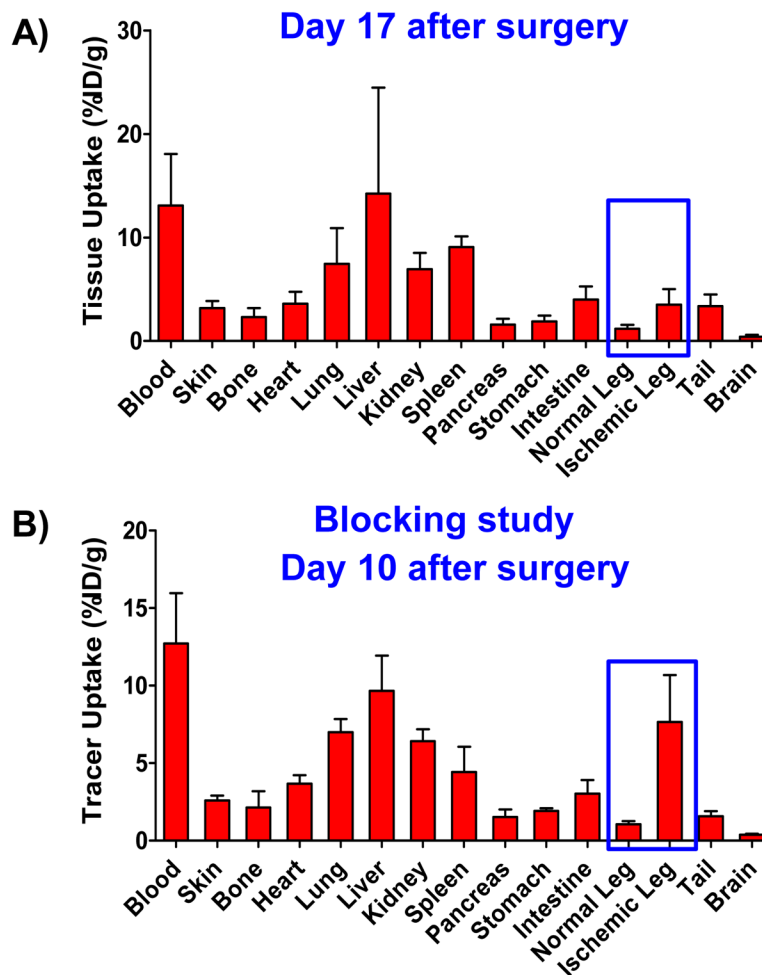 A)
Day 17 after surgery
Tissue Uptake (%ID/g)
30
20
10
0
Blood
Skin
Bone
Heart
Lung
Liver
Kidney
Spleen
Pancreas
Stomach
Intestine
Normal Leg
Ischemic Leg
Tail
Brain
B)
Blocking study
Day 10 after surgery
Tracer Uptake (%ID/g)
20
15
10
5
0
Blood
Skin
Bone
Heart
Lung
Liver
Kidney
Spleen
Pancreas
Stomach
Intestine
Normal Leg
Ischemic Leg
Tail
Brain